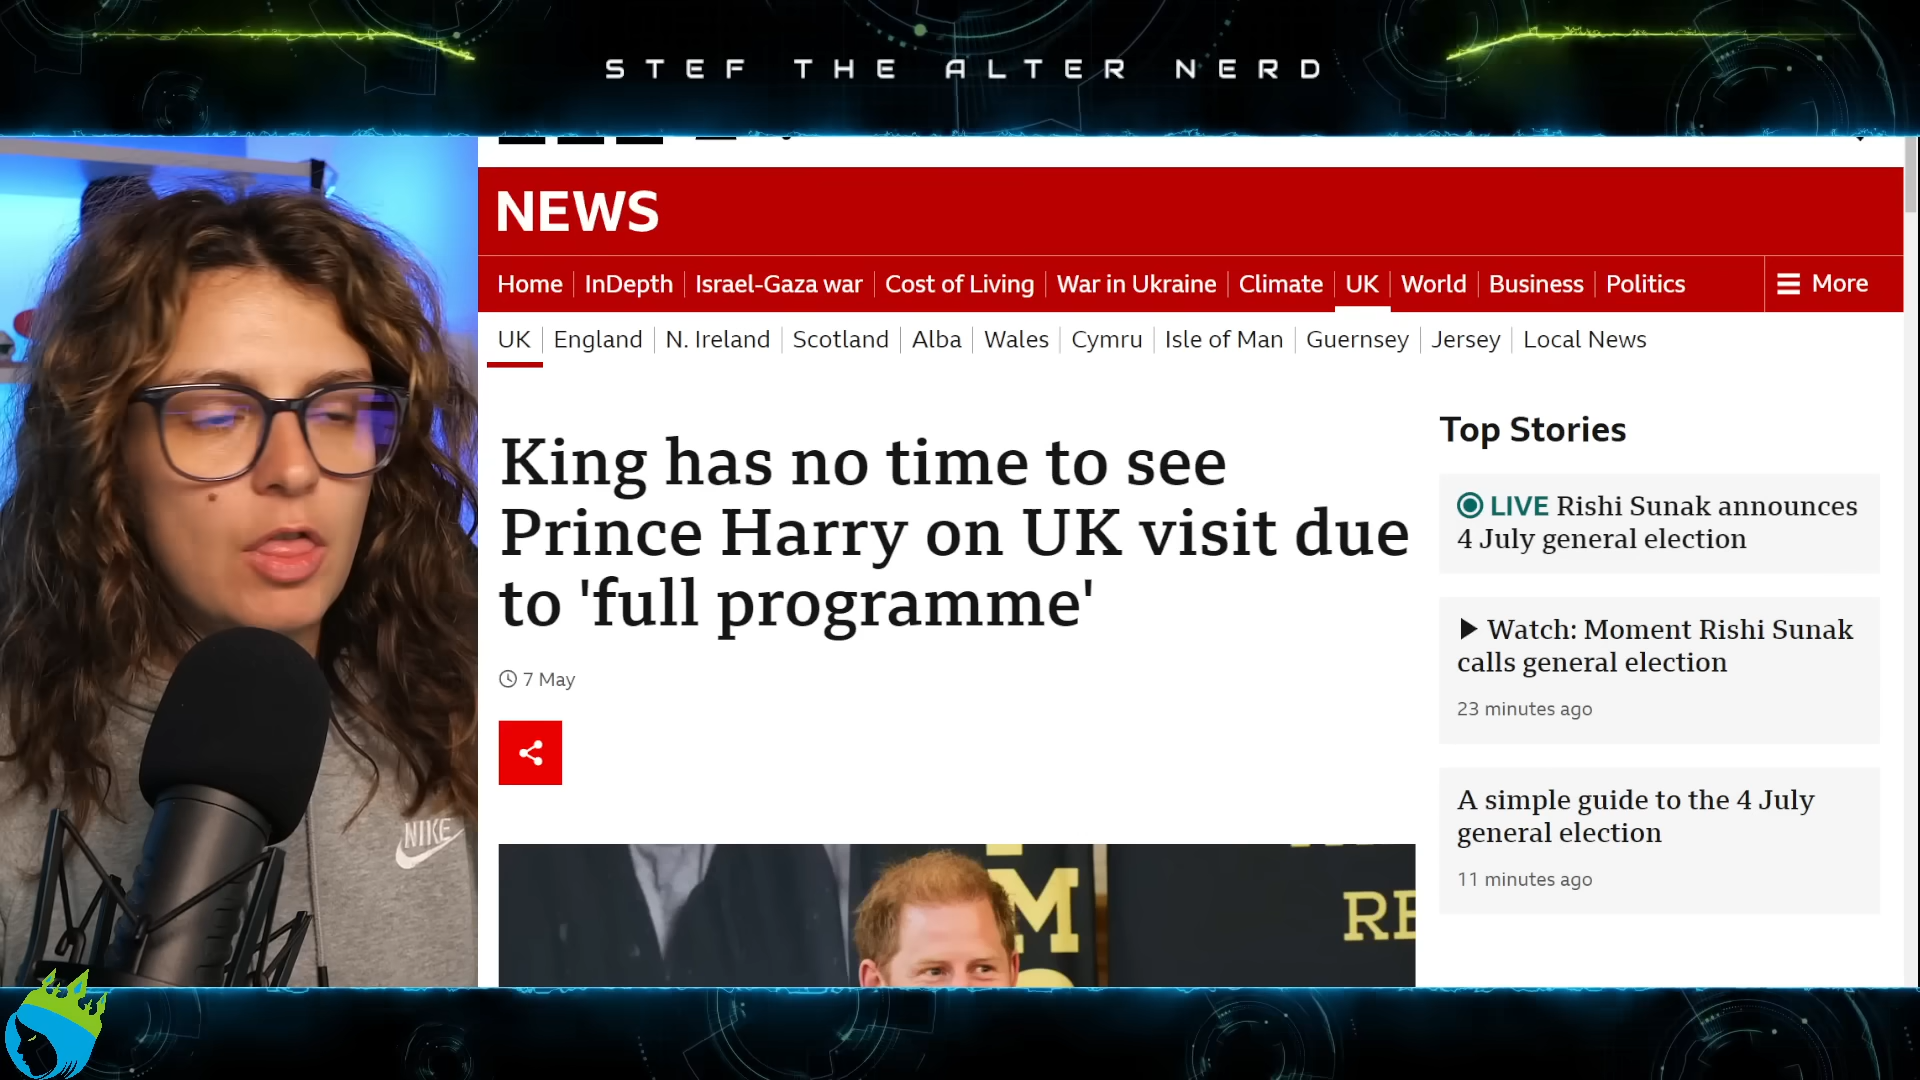 STEF THE ALTER NERD
NEWS
Home InDepth Israel-Gaza war Cost of Living War in Ukraine Climate UK World Business Politics More
UK England N. Ireland Scotland Alba Wales Cymru Isle of Man Guernsey Jersey Local News
King has no time to see
Prince Harry on UK visit due
to 'full programme'
7 May
Top Stories
LIVE Rishi Sunak announces
4 July general election
Watch: Moment Rishi Sunak
calls general election
23 minutes ago
A simple guide to the 4 July
general election
11 minutes ago
NIKE
M
RE